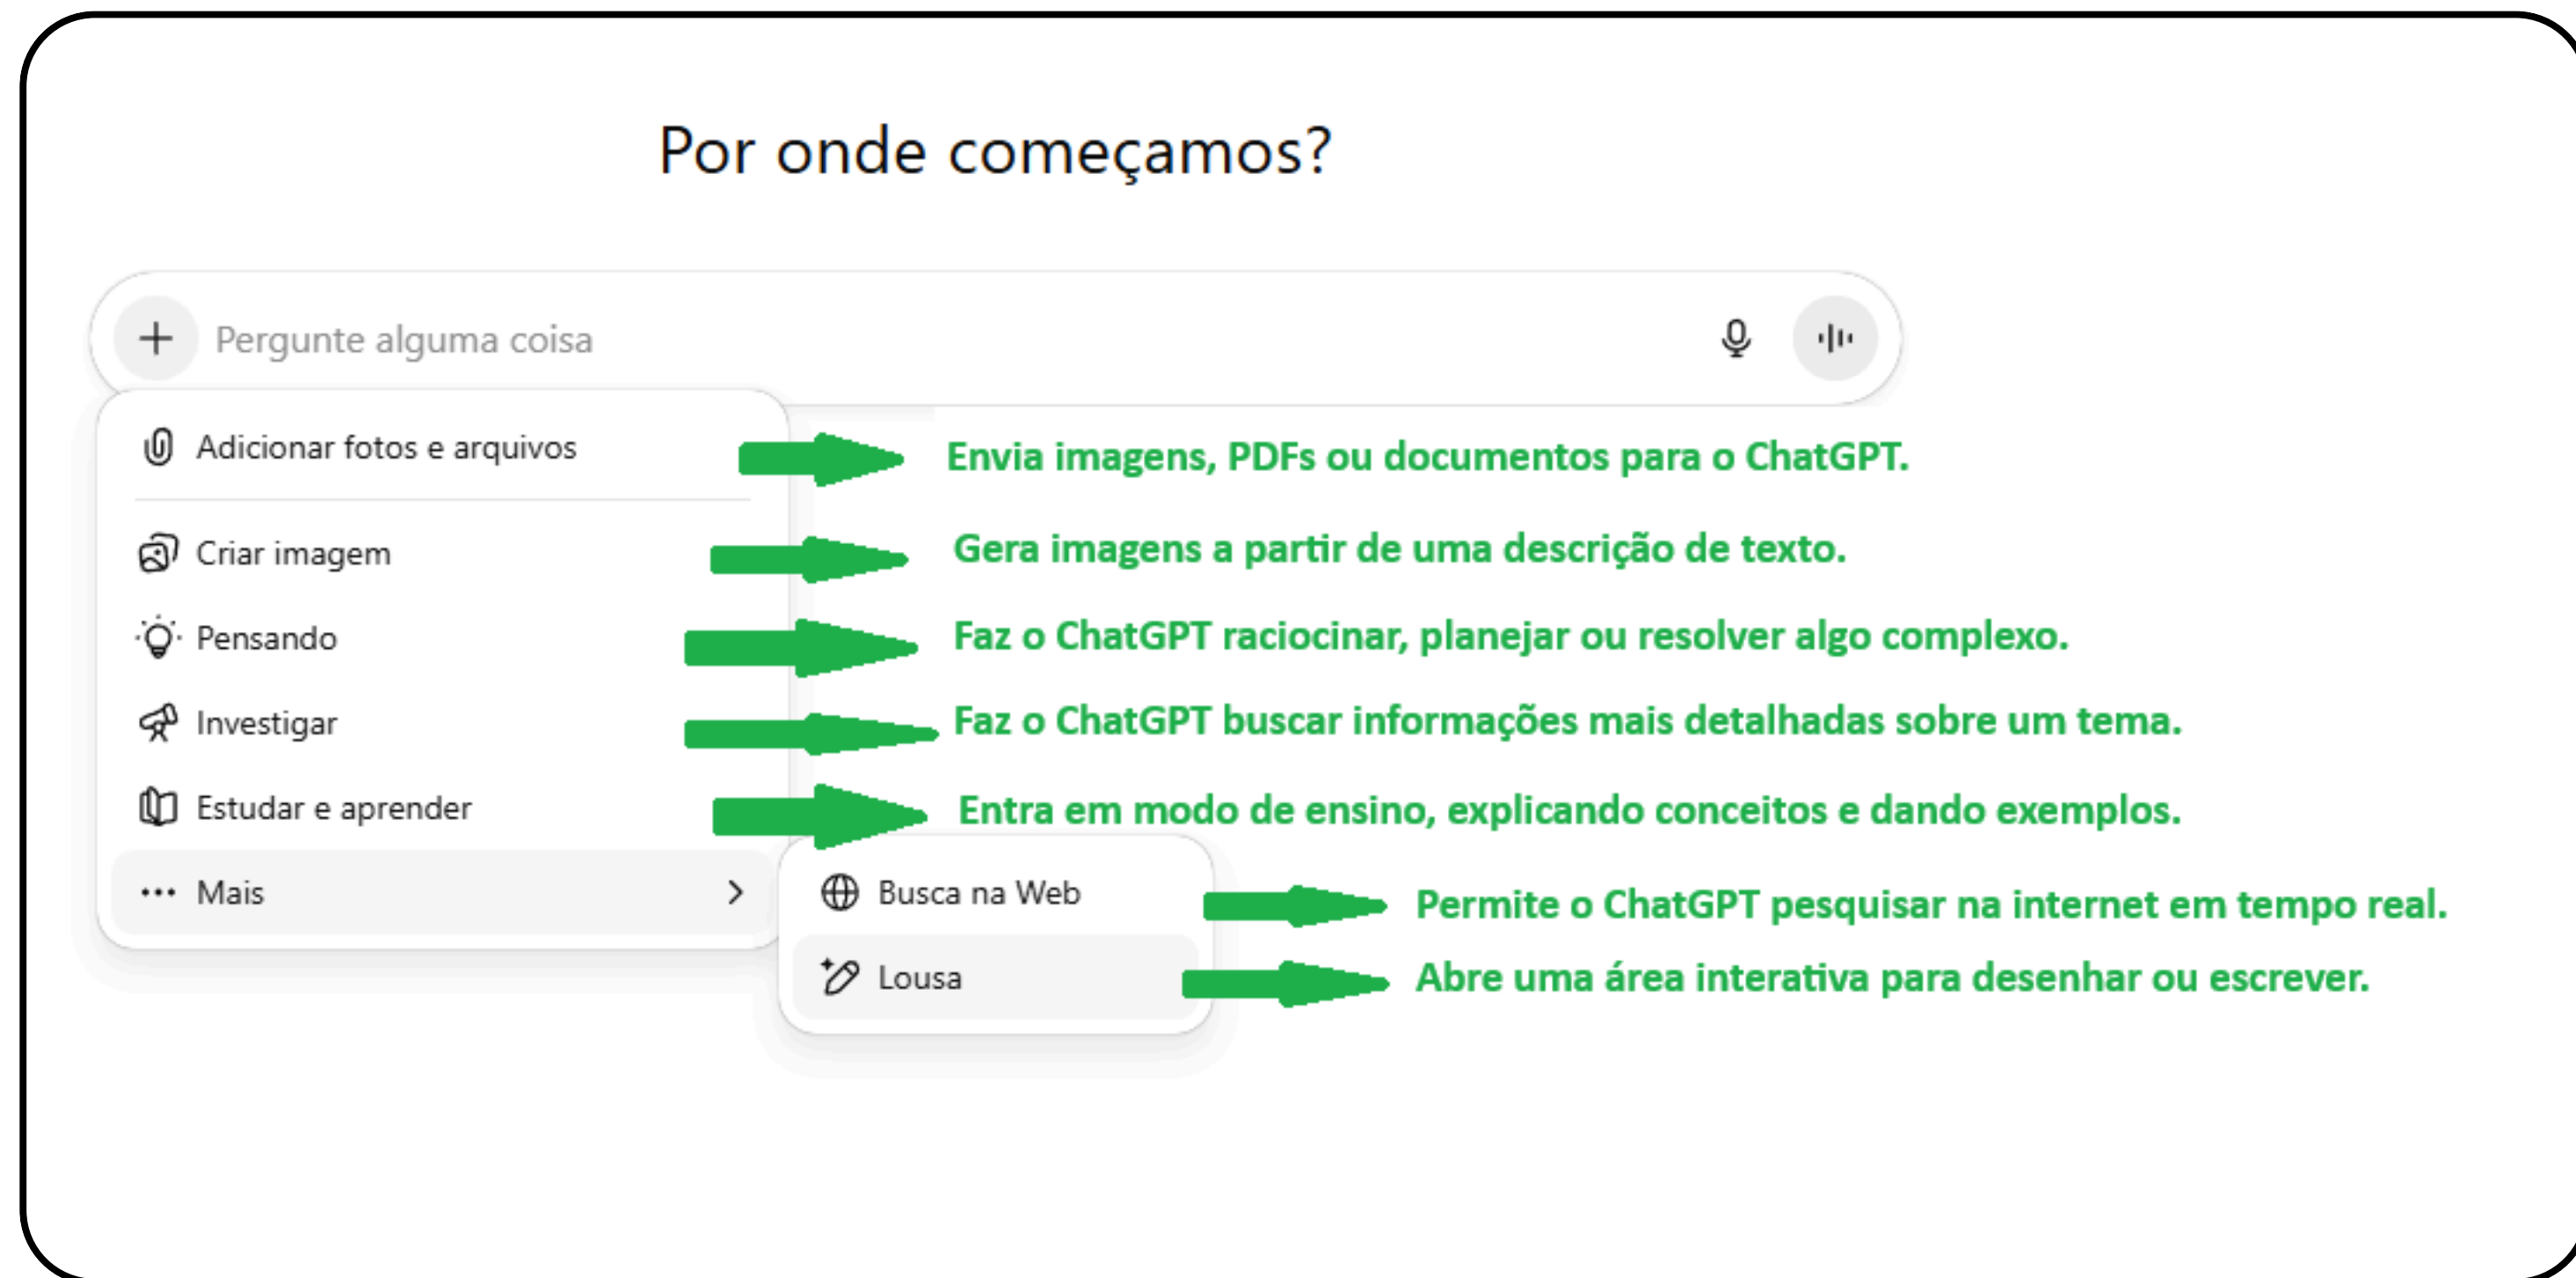 Por onde começamos?
Pergunte alguma coisa
Adicionar fotos e arquivos
Envia imagens, PDFs ou documentos para o ChatGPT.
Criar imagem
Gera imagens a partir de uma descrição de texto.
Pensando
Faz o ChatGPT raciocinar, planejar ou resolver algo complexo.
Investigar
Faz o ChatGPT buscar informações mais detalhadas sobre um tema.
Estudar e aprender
Entra em modo de ensino, explicando conceitos e dando exemplos.
Mais
Busca na Web
Permite o ChatGPT pesquisar na internet em tempo real.
Lousa
Abre uma área interativa para desenhar ou escrever.